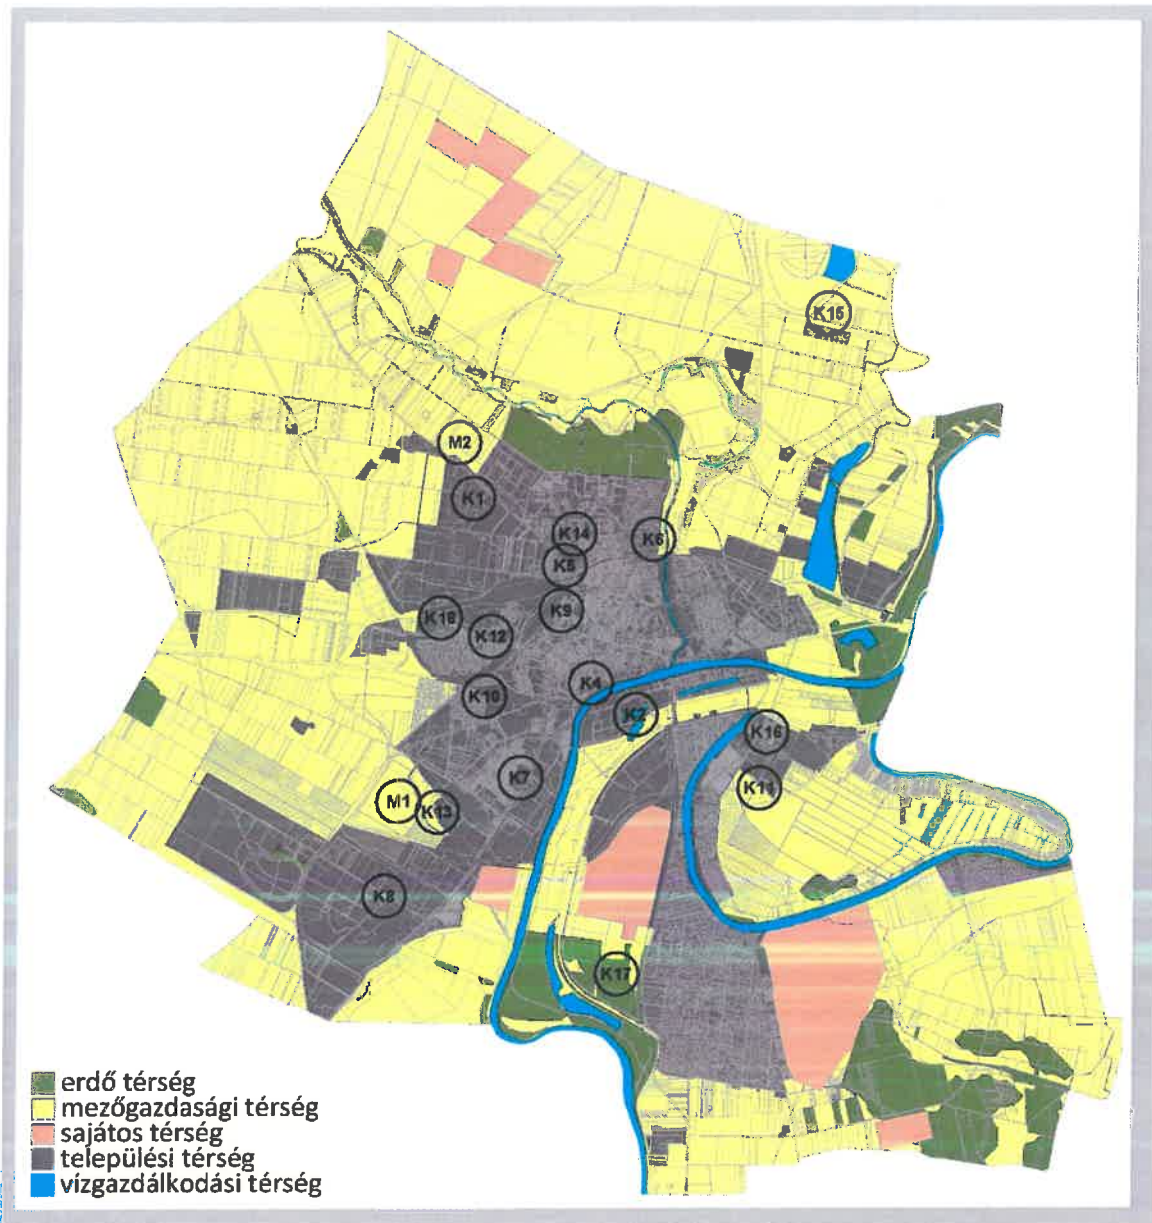 K15
M2
K1
K14
K6
K5
K9
K18
K12
K4
K10
K2
K16
K7
K11
M1
K13
K8
K17
erdő térség
mezőgazdasági térség
sajátos térség
települési térség
vízgazdálkodási térség